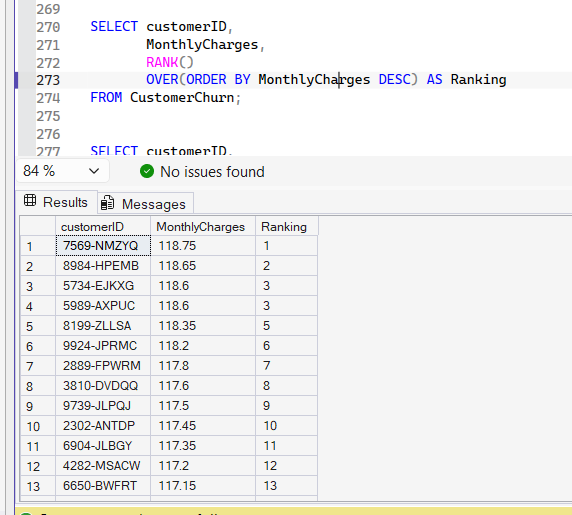 269
270 SELECT customerID,
271 MonthlyCharges,
272 RANK()
273 OVER(ORDER BY MonthlyCharges DESC) AS Ranking
274 FROM CustomerChurn;
275
276
277 SELECT customerID,
84 % No issues found
Results Messages
customerID MonthlyCharges Ranking
1 7569-NMZYQ 118.75 1
2 8984-HPEMB 118.65 2
3 5734-EJKXG 118.6 3
4 5989-AXPUC 118.6 3
5 8199-ZLLSA 118.35 5
6 9924-JPRMC 118.2 6
7 2889-FPWRM 117.8 7
8 3810-DVDQQ 117.6 8
9 9739-JLPQJ 117.5 9
10 2302-ANTDP 117.45 10
11 6904-JLBGY 117.35 11
12 4282-MSACW 117.2 12
13 6650-BWFRT 117.15 13